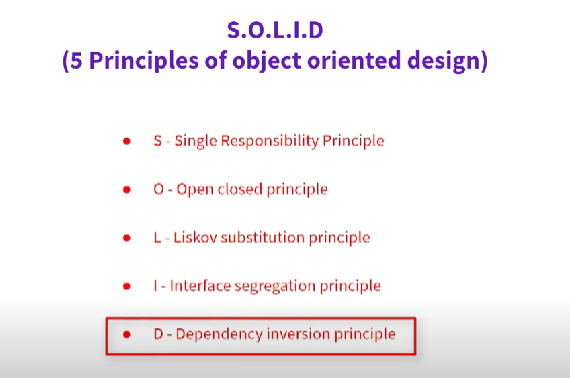 S.O.L.I.D
(5 Principles of object oriented design)
● S - Single Responsibility Principle
● O - Open closed principle
● L - Liskov substitution principle
● I - Interface segregation principle
● D - Dependency inversion principle